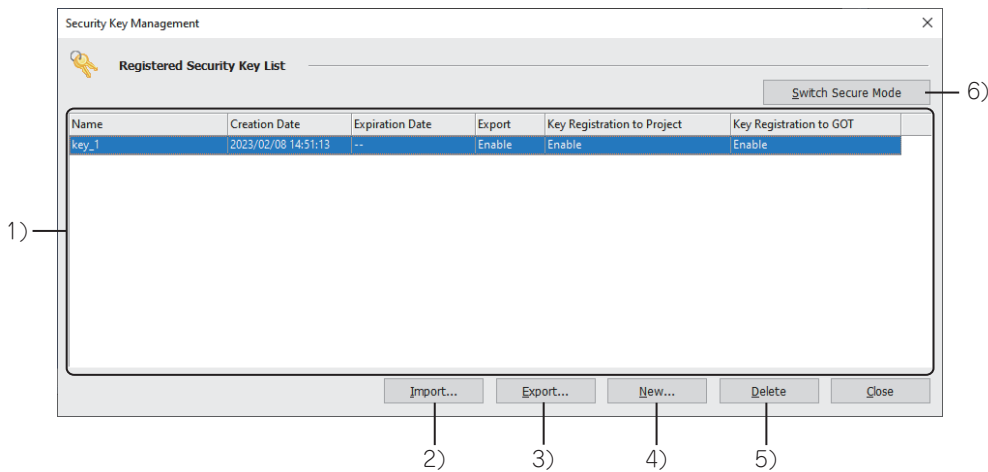 Security Key Management
Registered Security Key List
Switch Secure Mode
6)
Name Creation Date Expiration Date Export Key Registration to Project Key Registration to GOT
key_1 2023/02/08 14:51:13 -- Enable Enable Enable
1)
Import... Export... New... Delete Close
2) 3) 4) 5)